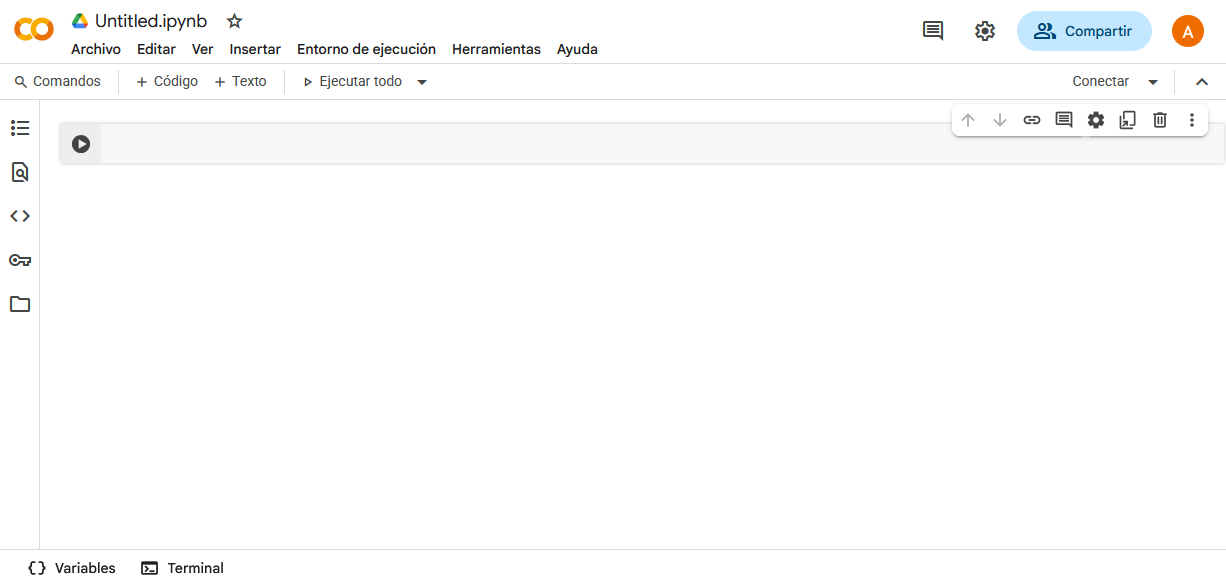 Untitled.ipynb
Archivo Editar Ver Insertar Entorno de ejecución Herramientas Ayuda
Compartir
A
Comandos + Código + Texto Ejecutar todo Conectar
Variables Terminal